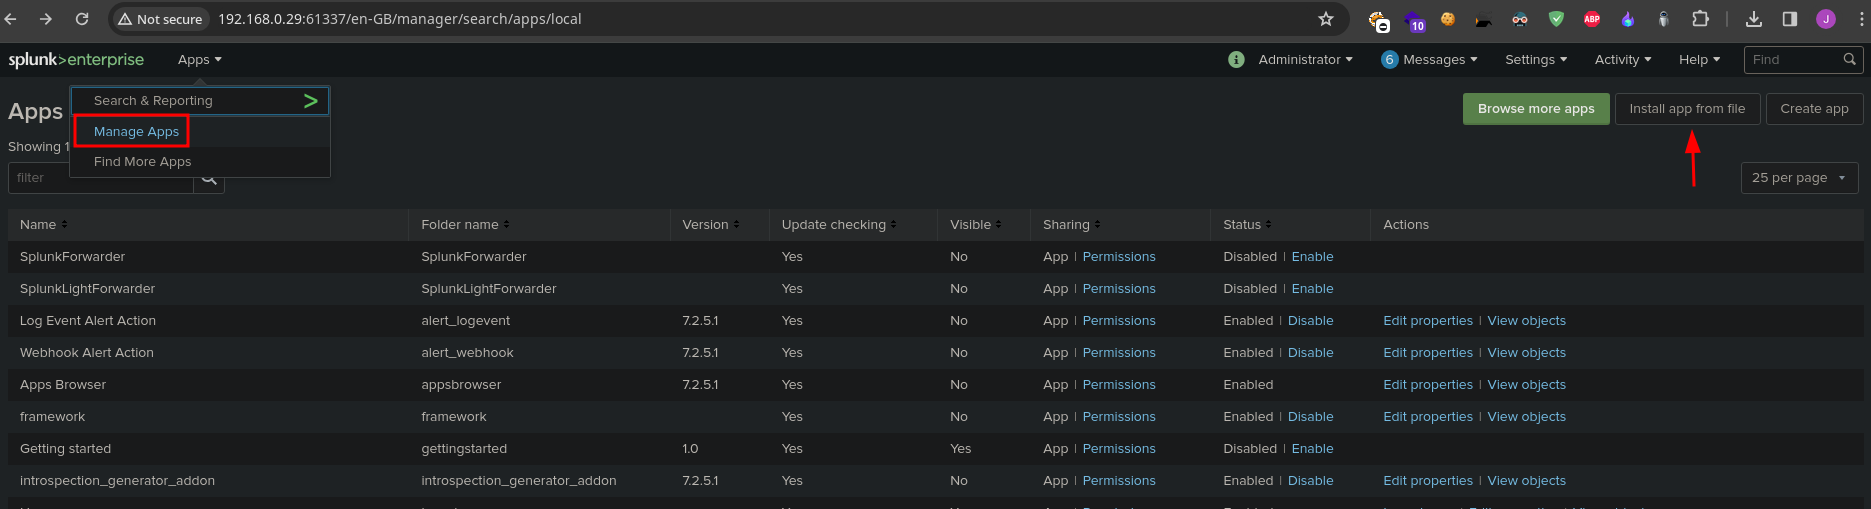 Not secure 192.168.0.29:61337/en-GB/manager/search/apps/local
10 ABP J
splunk>enterprise Apps Administrator 6 Messages Settings Activity Help Find
Search & Reporting >
Apps Browse more apps Install app from file Create app
Manage Apps
Showing 1
Find More Apps
filter 25 per page
Name Folder name Version Update checking Visible Sharing Status Actions
SplunkForwarder SplunkForwarder Yes No App | Permissions Disabled | Enable
SplunkLightForwarder SplunkLightForwarder Yes No App | Permissions Disabled | Enable
Log Event Alert Action alert_logevent 7.2.5.1 Yes No App | Permissions Enabled | Disable Edit properties | View objects
Webhook Alert Action alert_webhook 7.2.5.1 Yes No App | Permissions Enabled | Disable Edit properties | View objects
Apps Browser appsbrowser 7.2.5.1 Yes No App | Permissions Enabled Edit properties | View objects
framework framework Yes No App | Permissions Enabled | Disable Edit properties | View objects
Getting started gettingstarted 1.0 Yes Yes App | Permissions Disabled | Enable
introspection_generator_addon introspection_generator_addon 7.2.5.1 Yes No App | Permissions Enabled | Disable Edit properties | View objects